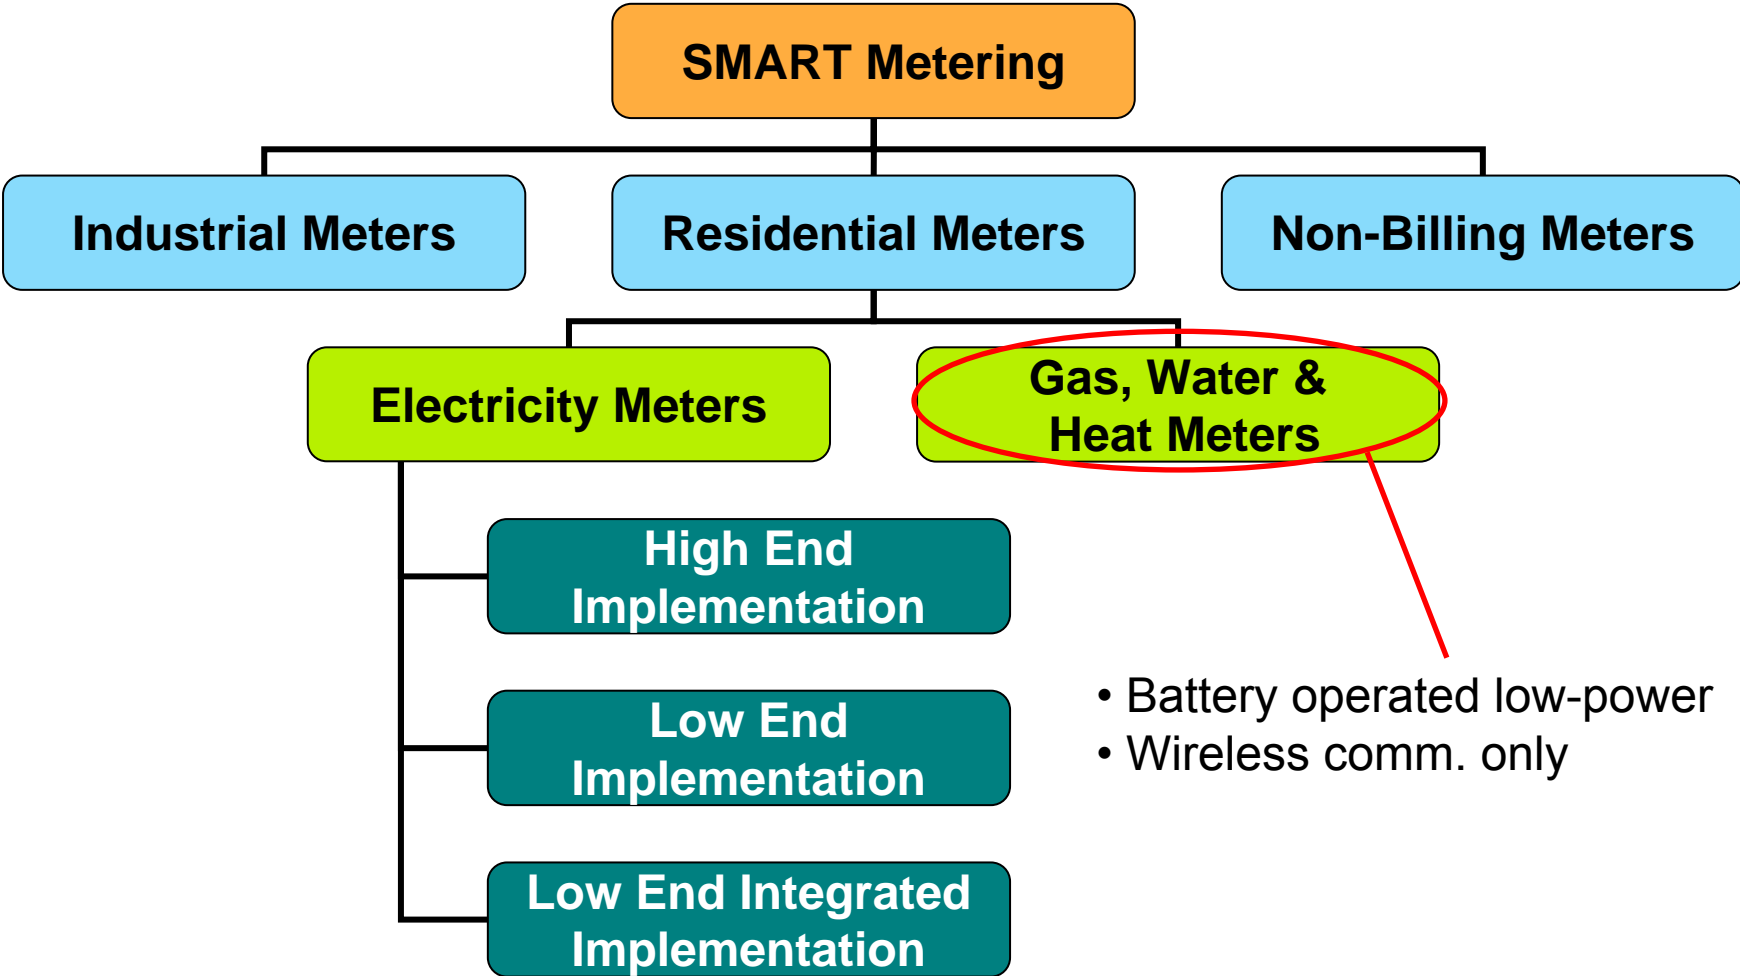 SMART Metering
Industrial Meters
Residential Meters
Non-Billing Meters
Electricity Meters
Gas, Water &
Heat Meters
High End
Implementation
Low End
Implementation
Low End Integrated
Implementation
• Battery operated low-power
• Wireless comm. only